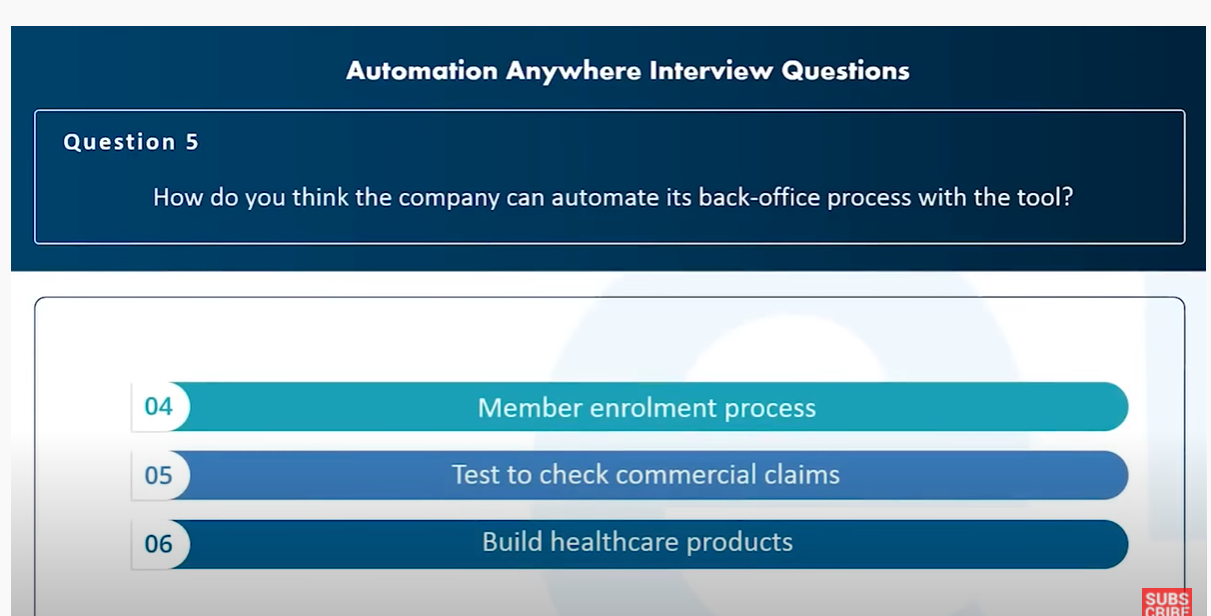 Automation Anywhere Interview Questions
Question 5
How do you think the company can automate its back-office process with the tool?
04 Member enrolment process
05 Test to check commercial claims
06 Build healthcare products
SUBS
CRIBE